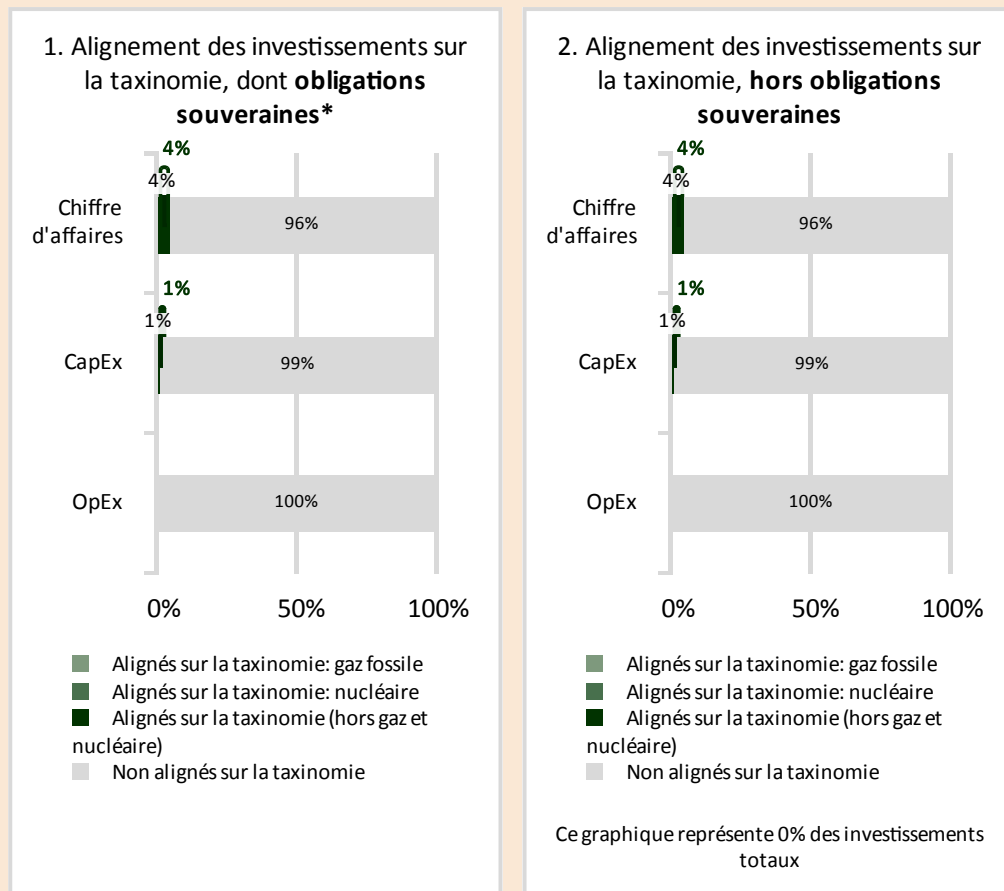 1. Alignement des investissements sur
la taxinomie, dont obligations
souveraines*
4%
4%
Chiffre
d'affaires
96%
1%
1%
CapEx
99%
OpEx
100%
0% 50% 100%
Alignés sur la taxinomie: gaz fossile
Alignés sur la taxinomie: nucléaire
Alignés sur la taxinomie (hors gaz et
nucléaire)
Non alignés sur la taxinomie
2. Alignement des investissements sur
la taxinomie, hors obligations
souveraines
4%
4%
Chiffre
d'affaires
96%
1%
1%
CapEx
99%
OpEx
100%
0% 50% 100%
Alignés sur la taxinomie: gaz fossile
Alignés sur la taxinomie: nucléaire
Alignés sur la taxinomie (hors gaz et
nucléaire)
Non alignés sur la taxinomie
Ce graphique représente 0% des investissements
totaux